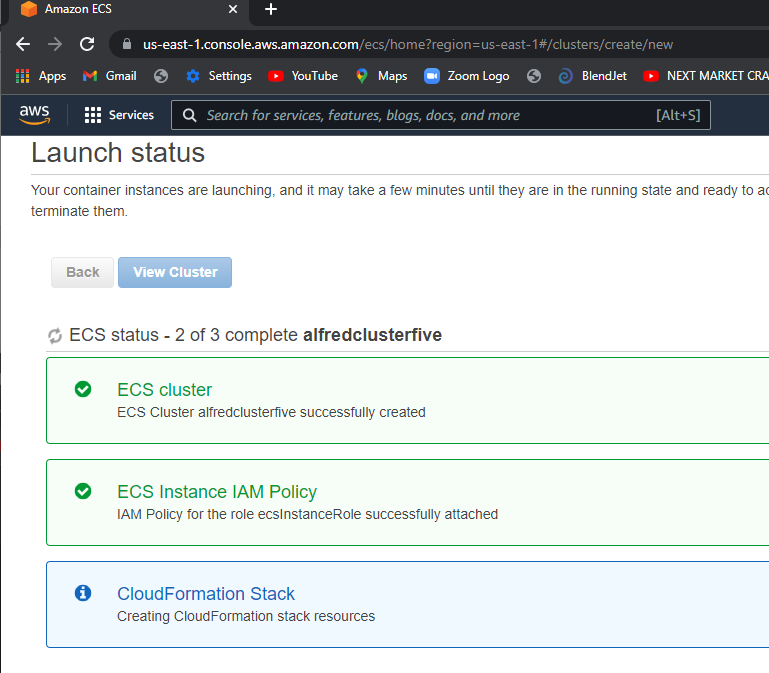 Amazon ECS
us-east-1.console.aws.amazon.com/ecs/home?region=us-east-1#/clusters/create/new
Apps Gmail Settings YouTube Maps Zoom Logo BlendJet NEXT MARKET CRA
aws Services Search for services, features, blogs, docs, and more [Alt+S]
Launch status
Your container instances are launching, and it may take a few minutes until they are in the running state and ready to ac
terminate them.
Back View Cluster
ECS status - 2 of 3 complete alfredclusterfive
ECS cluster
ECS Cluster alfredclusterfive successfully created
ECS Instance IAM Policy
IAM Policy for the role ecsInstanceRole successfully attached
CloudFormation Stack
Creating CloudFormation stack resources